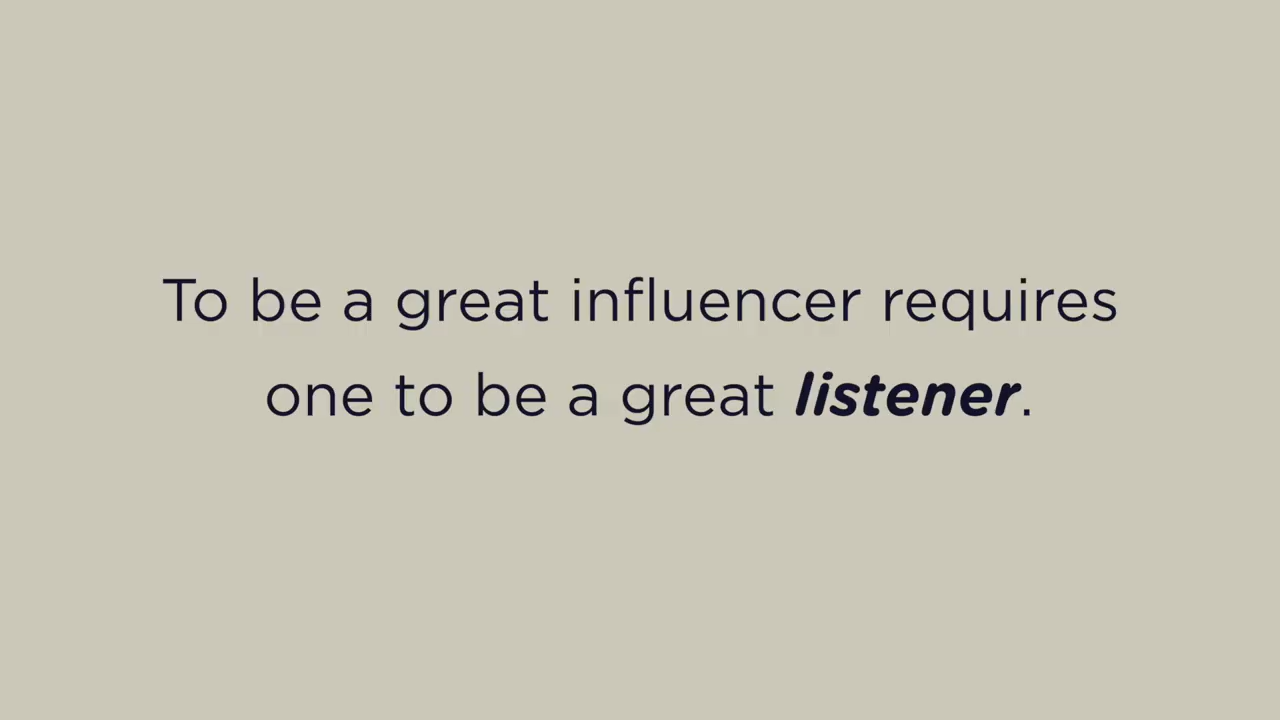 To be a great influencer requires
one to be a great listener.